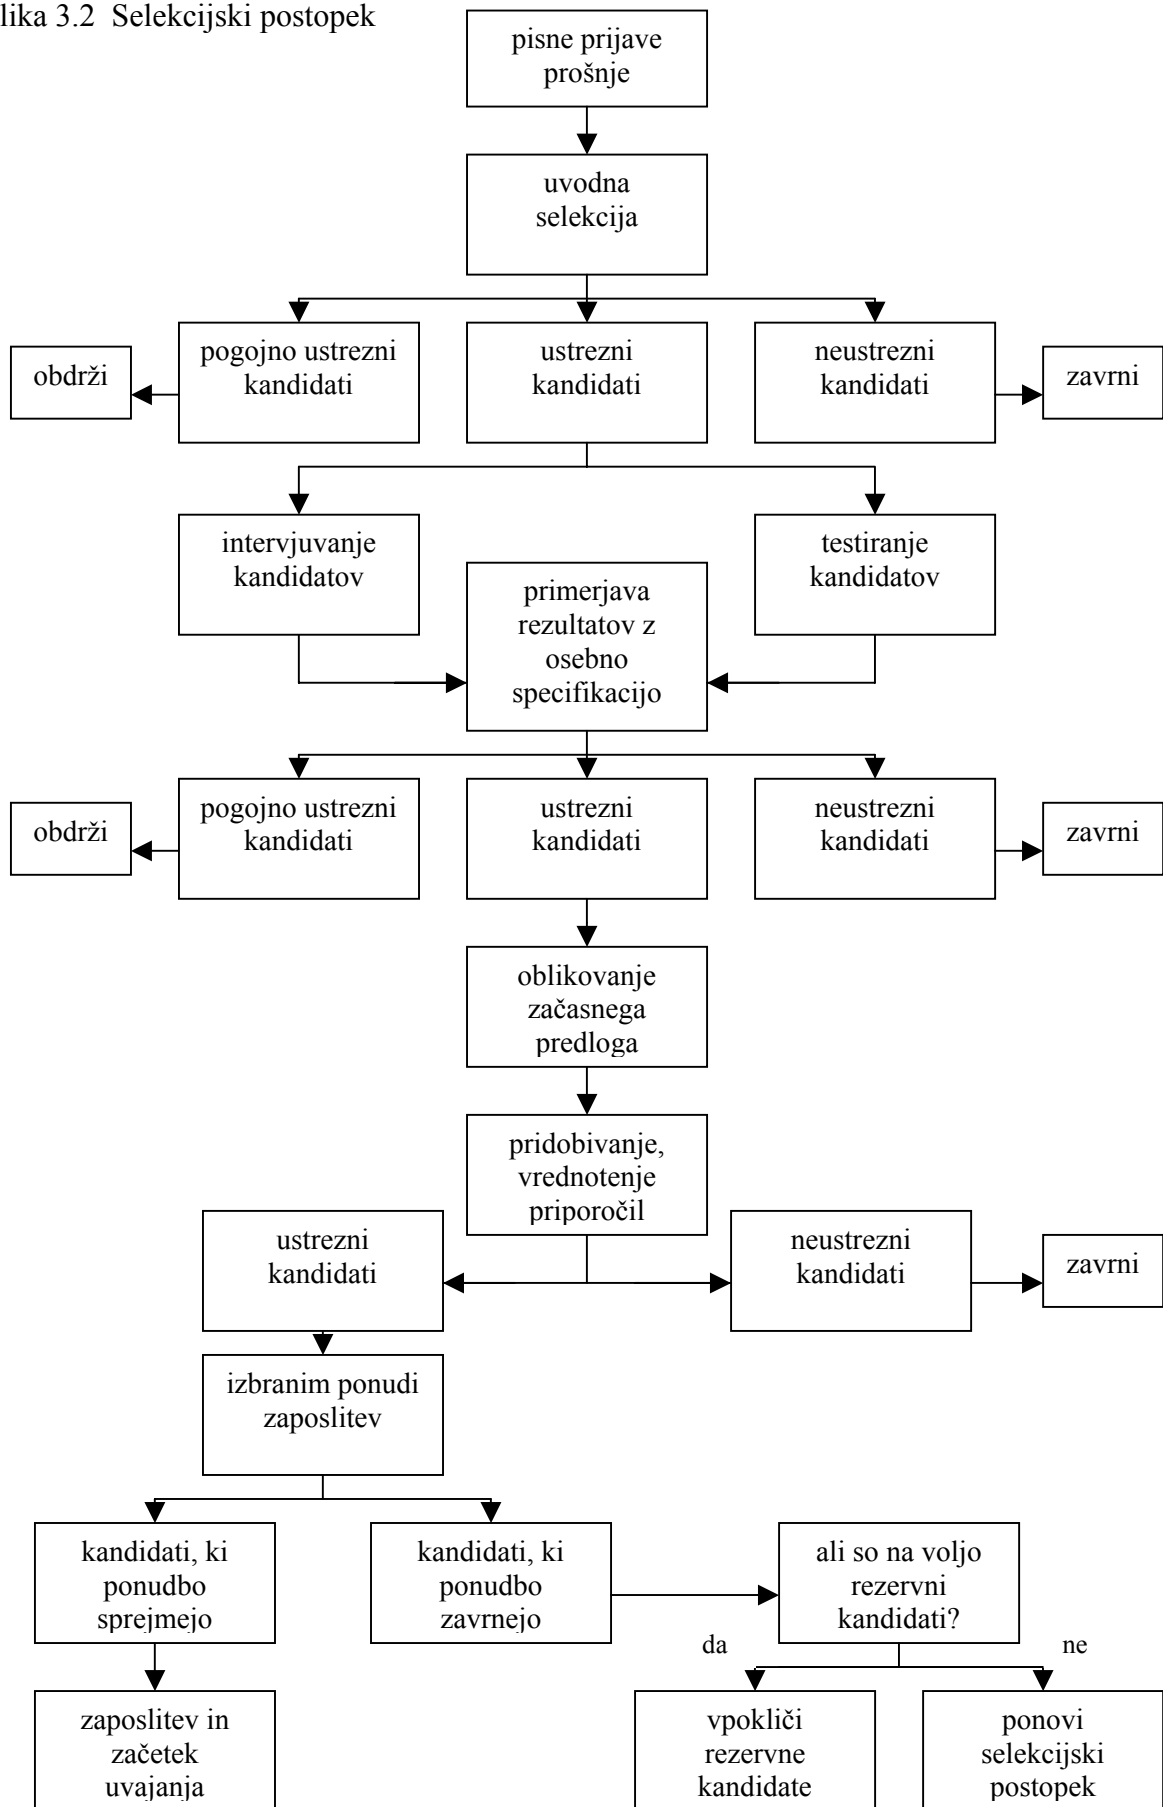 lika 3.2 Selekcijski postopek
pisne prijave
prošnje
uvodna
selekcija
obdrži
pogojno ustrezni
kandidati
ustrezni
kandidati
neustrezni
kandidati
zavrni
intervjuvanje
kandidatov
testiranje
kandidatov
primerjava
rezultatov z
osebno
specifikacijo
obdrži
pogojno ustrezni
kandidati
ustrezni
kandidati
neustrezni
kandidati
zavrni
oblikovanje
začasnega
predloga
pridobivanje,
vrednotenje
priporočil
ustrezni
kandidati
neustrezni
kandidati
zavrni
izbranim ponudi
zaposlitev
kandidati, ki
ponudbo
sprejmejo
kandidati, ki
ponudbo
zavrnejo
ali so na voljo
rezervni
kandidati?
da
ne
zaposlitev in
začetek
uvajanja
vpokliči
rezervne
kandidate
ponovi
selekcijski
postopek